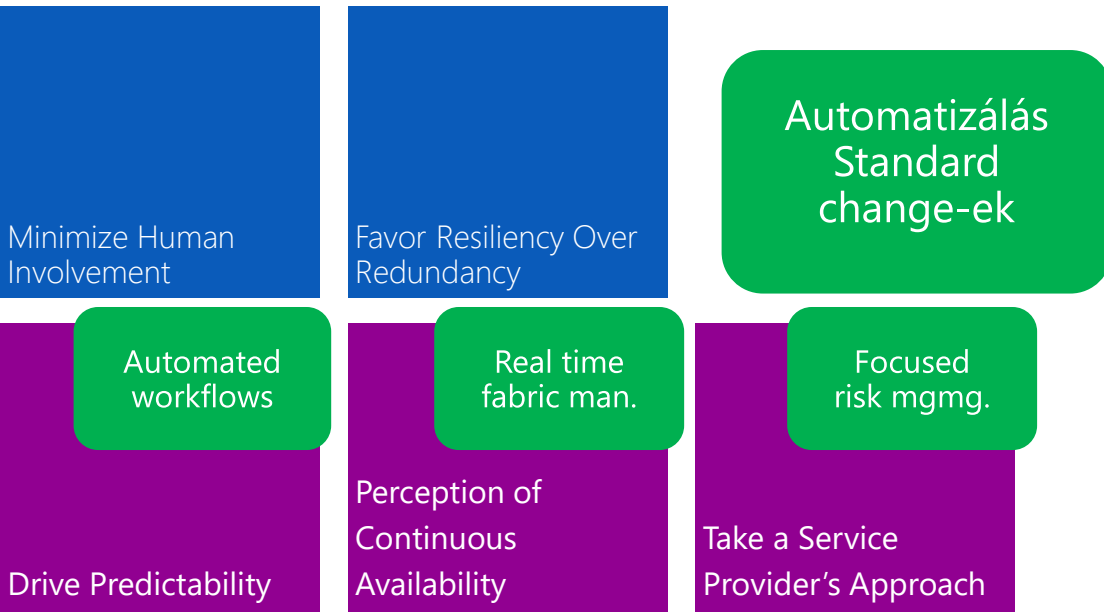 Minimize Human
Involvement
Favor Resiliency Over
Redundancy
Automatizálás
Standard
change-ek
Automated
workflows
Drive Predictability
Real time
fabric man.
Perception of
Continuous
Availability
Focused
risk mgmg.
Take a Service
Provider’s Approach